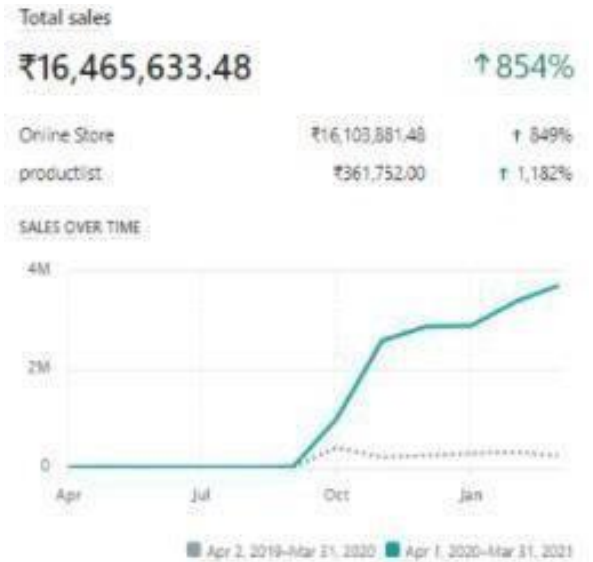 Total sales
₹16,465,633.48 ↑854%
Online Store ₹16,103,881.48 ↑ 849%
productlist ₹361,752.00 ↑ 1,182%
SALES OVER TIME
4M
2M
0
Apr Jul Oct Jan
Apr 2, 2019–Mar 31, 2020 Apr 1, 2020–Mar 31, 2021